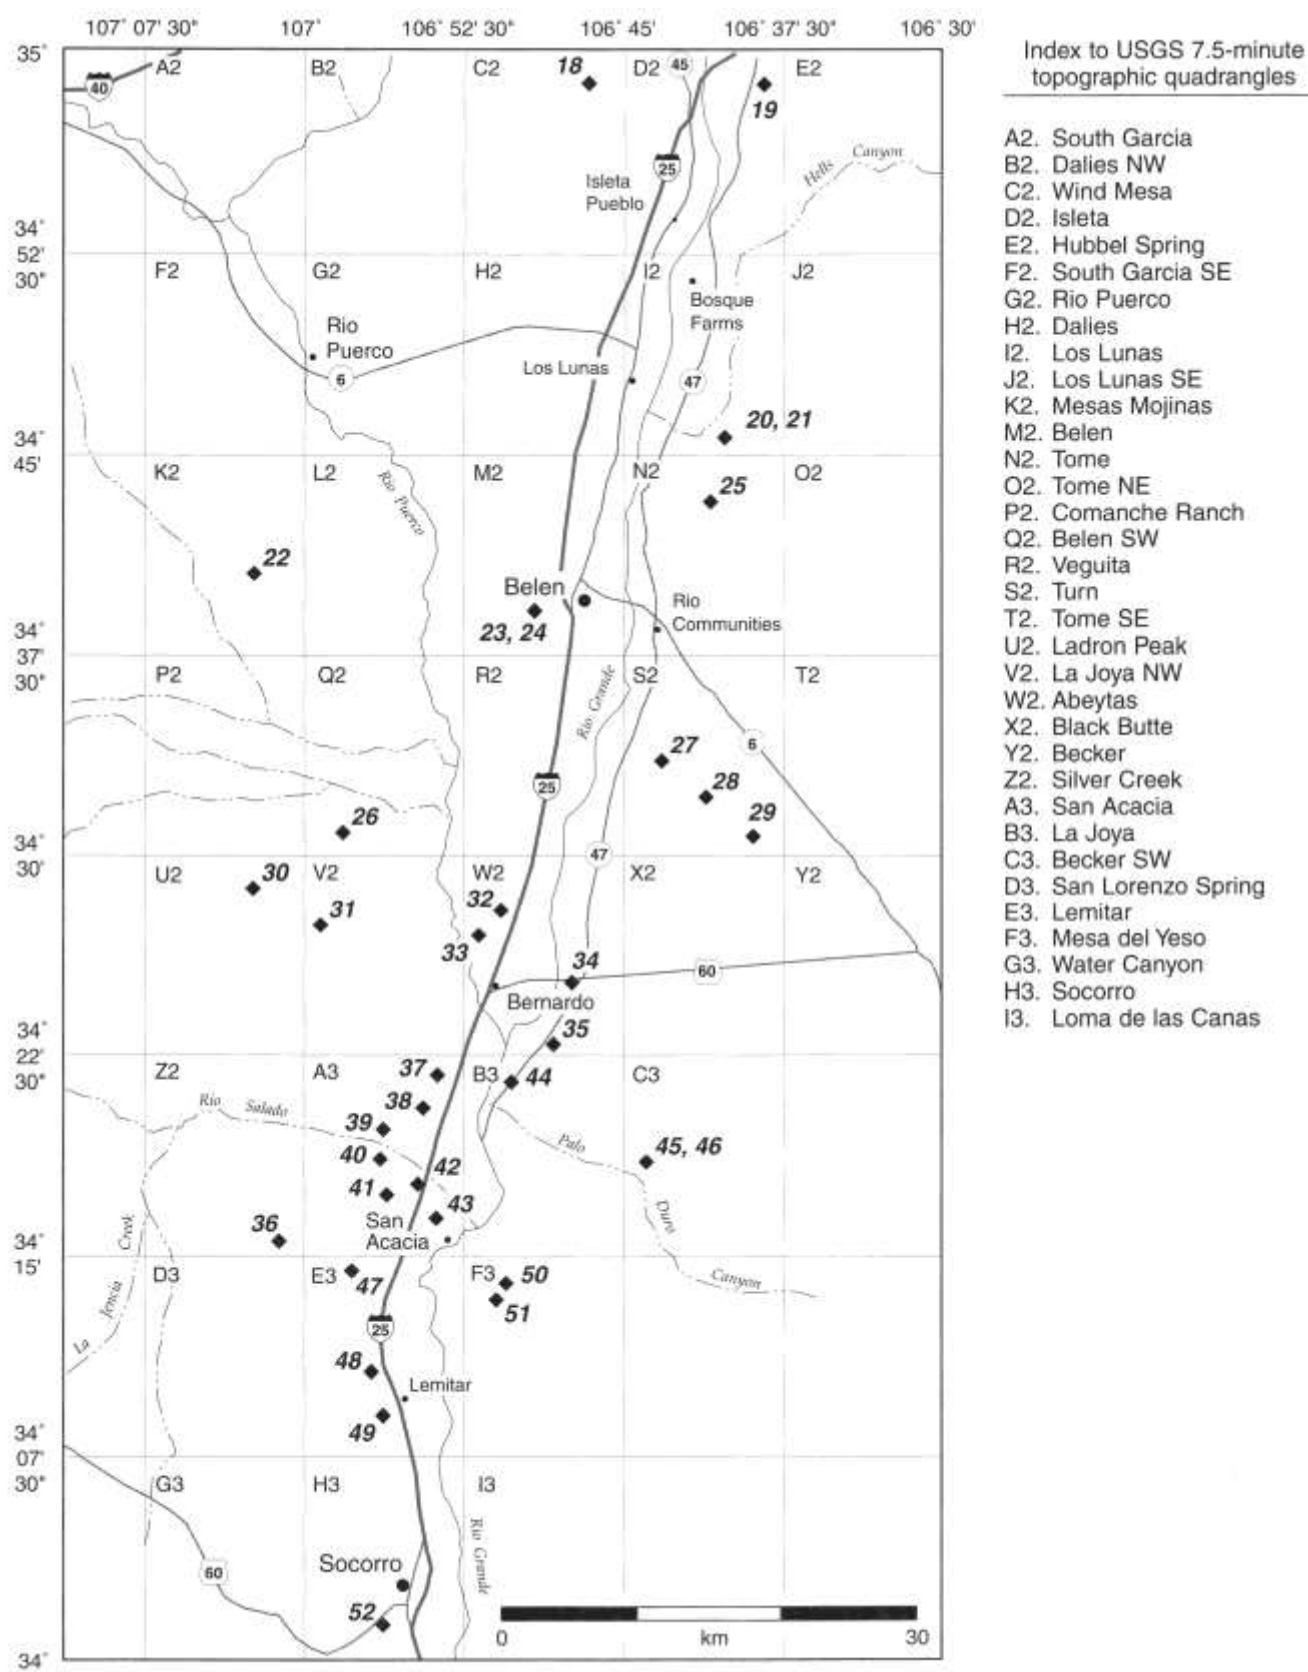 107° 07' 30"
107°
106° 52' 30"
106° 45'
106° 37' 30"
106° 30'
35°
A2
B2
C2
18
D2
45
E2
40
19
Hells Canyon
25
Isleta
Pueblo
34°
52'
30"
F2
G2
H2
I2
J2
Bosque
Farms
Rio
Puerco
6
Los Lunas
47
20, 21
34°
45'
K2
L2
M2
N2
O2
Rio Puerco
25
22
Belen
23, 24
Rio
Communities
34°
37'
30"
P2
Q2
R2
S2
T2
Rio Grande
27
6
25
28
26
29
34°
30'
47
U2
30
V2
W2
X2
Y2
31
32
33
34
60
Bernardo
35
34°
22'
30"
Z2
A3
37
B3
44
C3
Rio Salado
38
39
40
42
Palo Duro Canyon
45, 46
41
43
36
San
Acacia
34°
15'
La Jencia Creek
D3
E3
47
F3
50
51
25
48
Lemitar
49
34°
07'
30"
G3
H3
I3
Rio Grande
60
Socorro
52
0
km
30
34°
Index to USGS 7.5-minute
topographic quadrangles
A2. South Garcia
B2. Dalies NW
C2. Wind Mesa
D2. Isleta
E2. Hubbel Spring
F2. South Garcia SE
G2. Rio Puerco
H2. Dalies
I2. Los Lunas
J2. Los Lunas SE
K2. Mesas Mojinas
M2. Belen
N2. Tome
O2. Tome NE
P2. Comanche Ranch
Q2. Belen SW
R2. Veguita
S2. Turn
T2. Tome SE
U2. Ladron Peak
V2. La Joya NW
W2. Abeytas
X2. Black Butte
Y2. Becker
Z2. Silver Creek
A3. San Acacia
B3. La Joya
C3. Becker SW
D3. San Lorenzo Spring
E3. Lemitar
F3. Mesa del Yeso
G3. Water Canyon
H3. Socorro
I3. Loma de las Canas